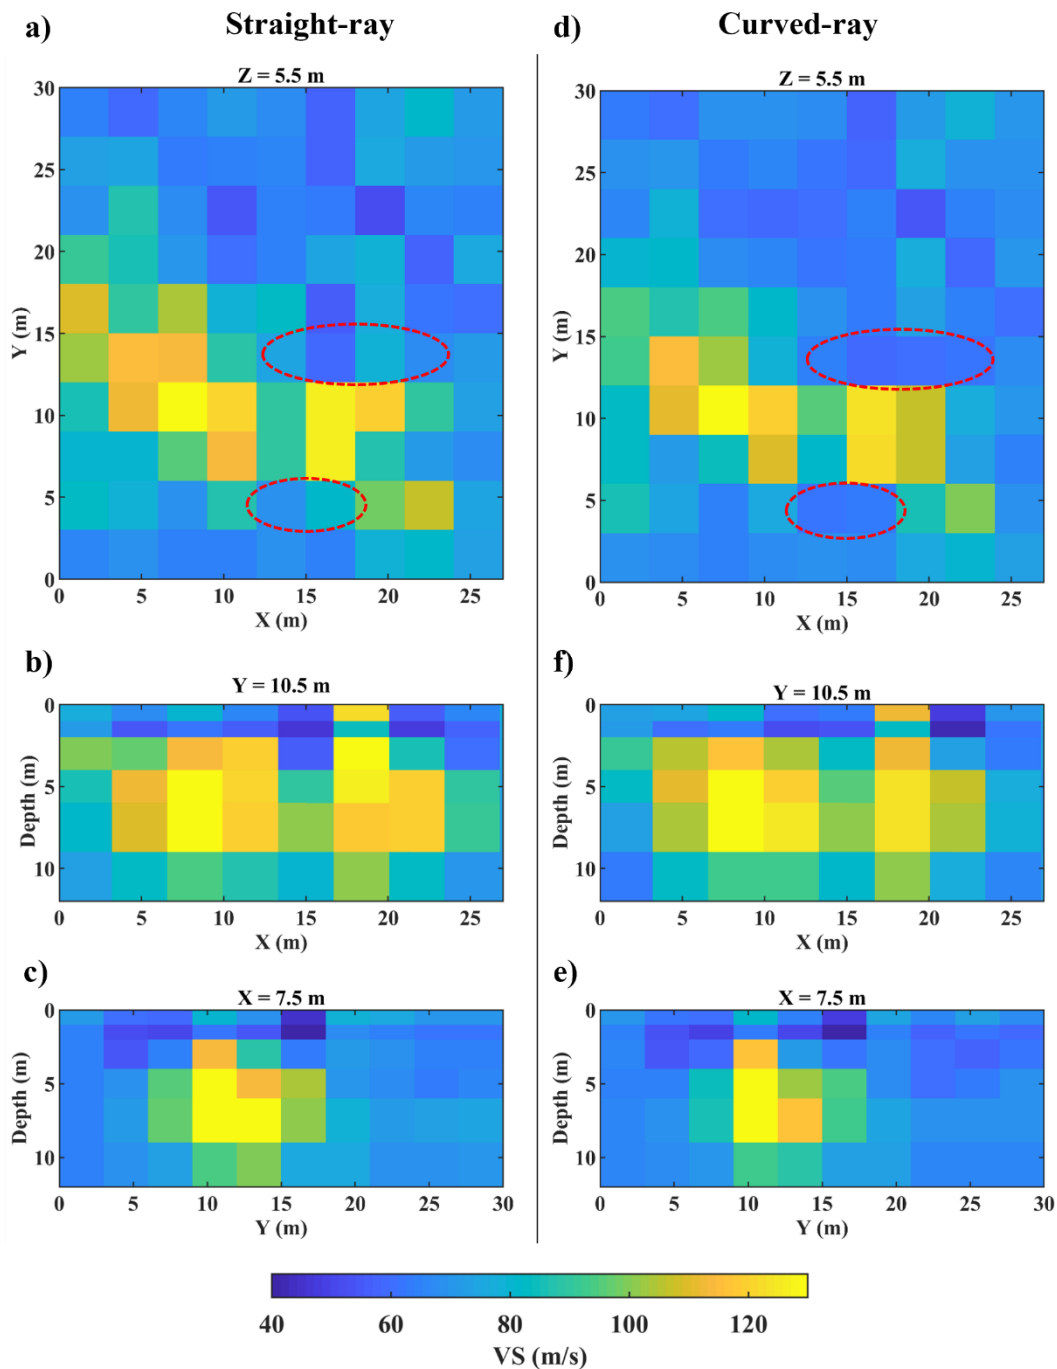 a) Straight-ray
Z = 5.5 m
30
25
20
15
10
5
0
Y (m)
0 5 10 15 20 25
X (m)
b)
Y = 10.5 m
0
5
10
Depth (m)
0 5 10 15 20 25
X (m)
c)
X = 7.5 m
0
5
10
Depth (m)
0 5 10 15 20 25 30
Y (m)
d) Curved-ray
Z = 5.5 m
30
25
20
15
10
5
0
Y (m)
0 5 10 15 20 25
X (m)
f)
Y = 10.5 m
0
5
10
Depth (m)
0 5 10 15 20 25
X (m)
e)
X = 7.5 m
0
5
10
Depth (m)
0 5 10 15 20 25 30
Y (m)
40 60 80 100 120
VS (m/s)